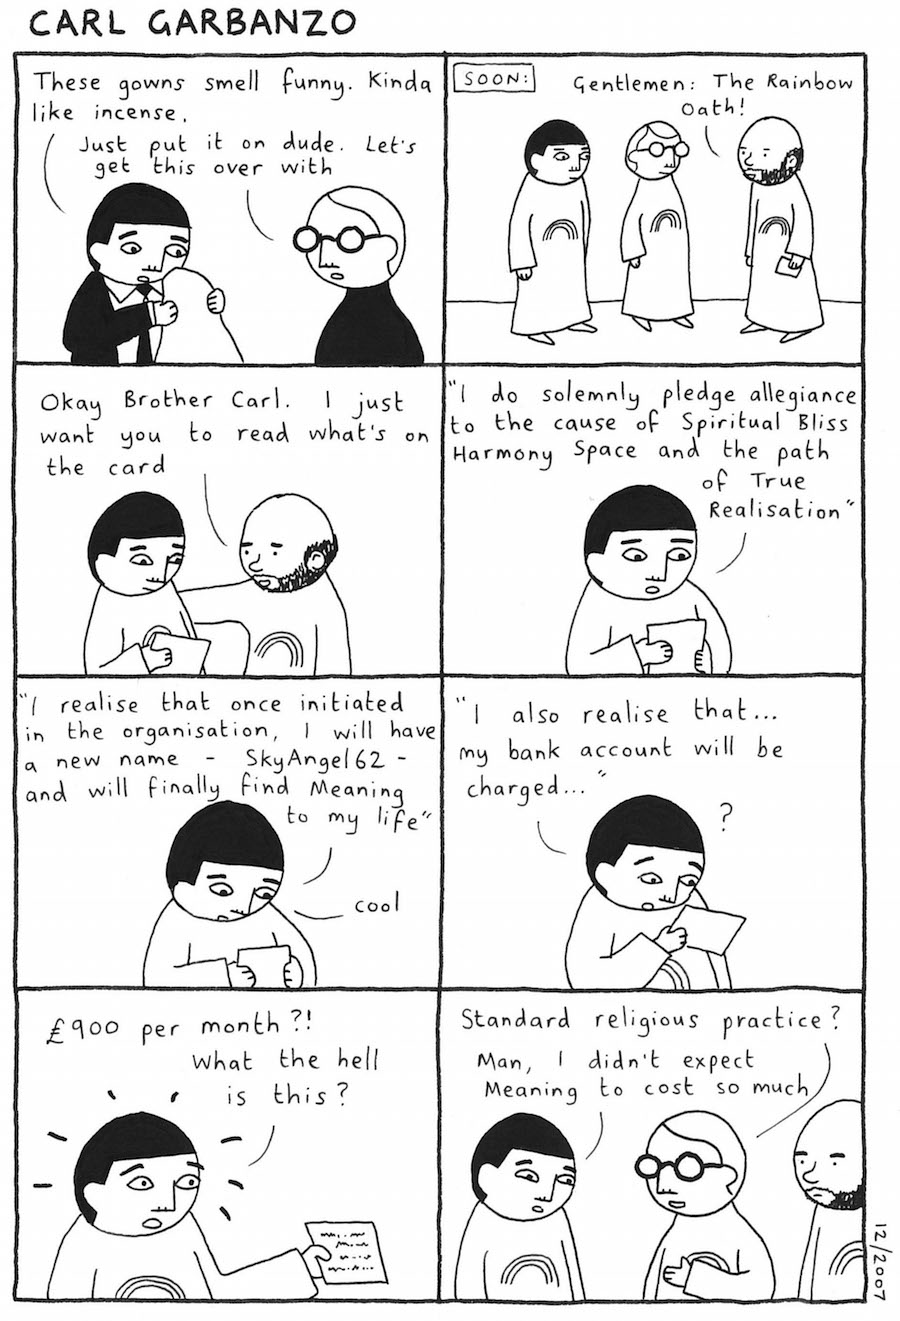 CARL GARBANZO
These gowns smell funny. Kinda
like incense.
Just put it on dude. Let's
get this over with
SOON:
Gentlemen: The Rainbow
Oath!
Okay Brother Carl. I just
want you to read what's on
the card
"I do solemnly pledge allegiance
to the cause of Spiritual Bliss
Harmony Space and the path
of True
Realisation"
"I realise that once initiated
in the organisation, I will have
a new name - SkyAngel62 -
and will finally find Meaning
to my life"
cool
"I also realise that...
my bank account will be
charged..."
?
£900 per month?!
What the hell
is this?
Standard religious practice?
Man, I didn't expect
Meaning to cost so much
12/2007